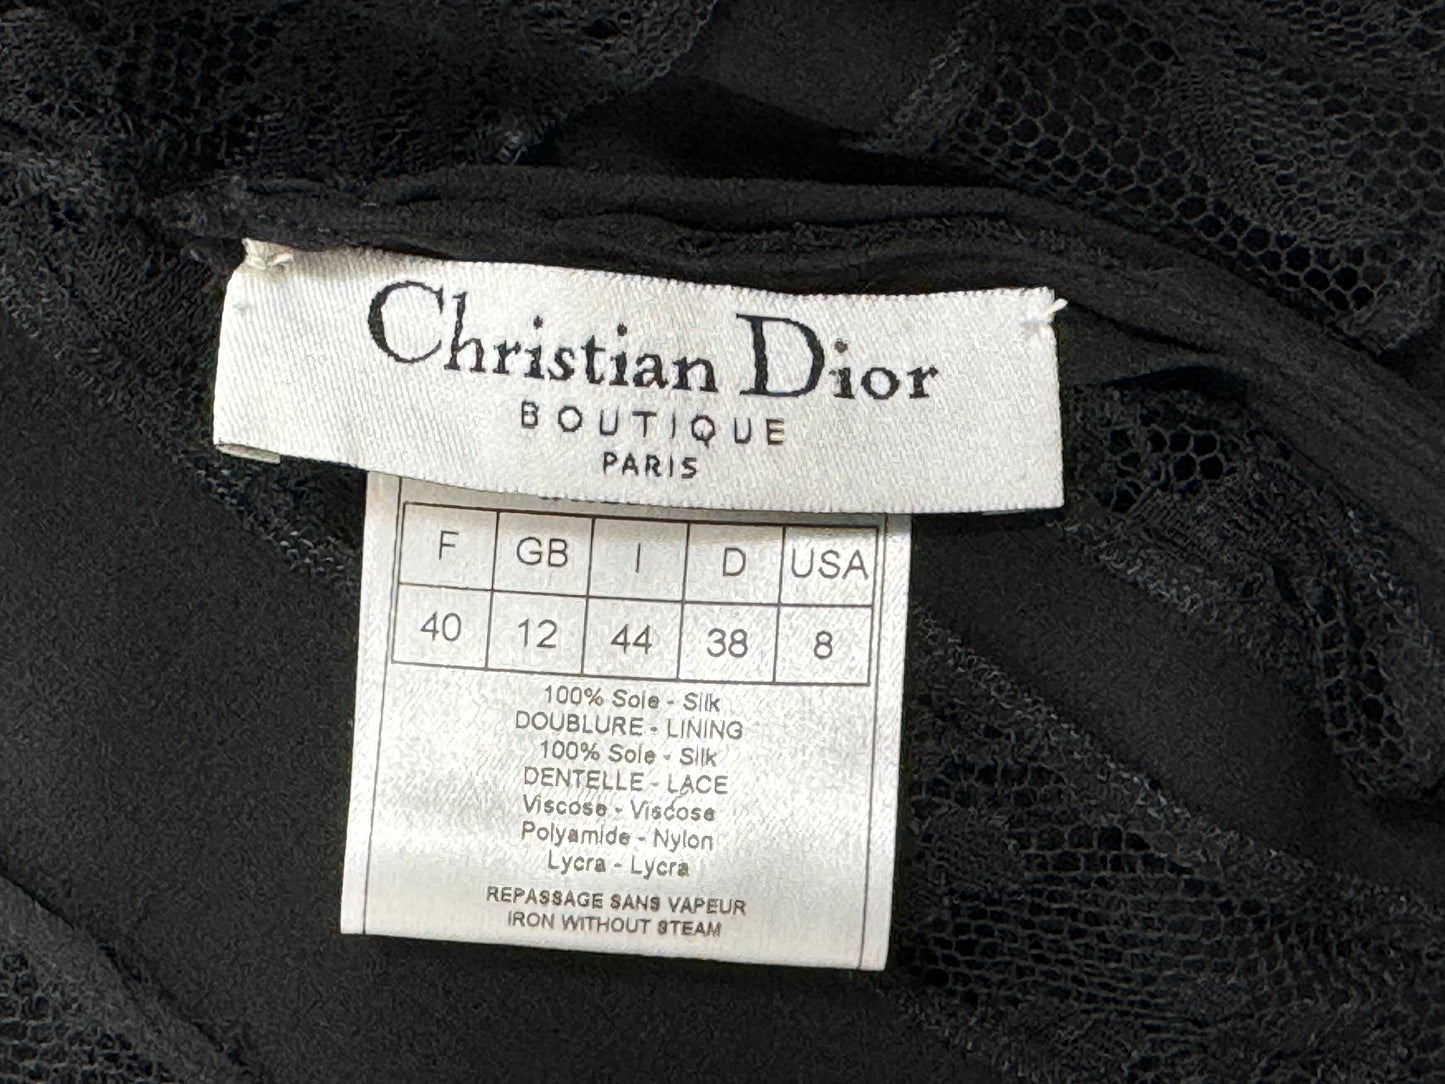 Christian Dior
BOUTIQUE
PARIS
F GB I D USA
40 12 44 38 8
100% Soie - Silk
DOUBLURE - LINING
100% Soie - Silk
DENTELLE - LACE
Viscose - Viscose
Polyamide - Nylon
Lycra - Lycra
REPASSAGE SANS VAPEUR
IRON WITHOUT STEAM